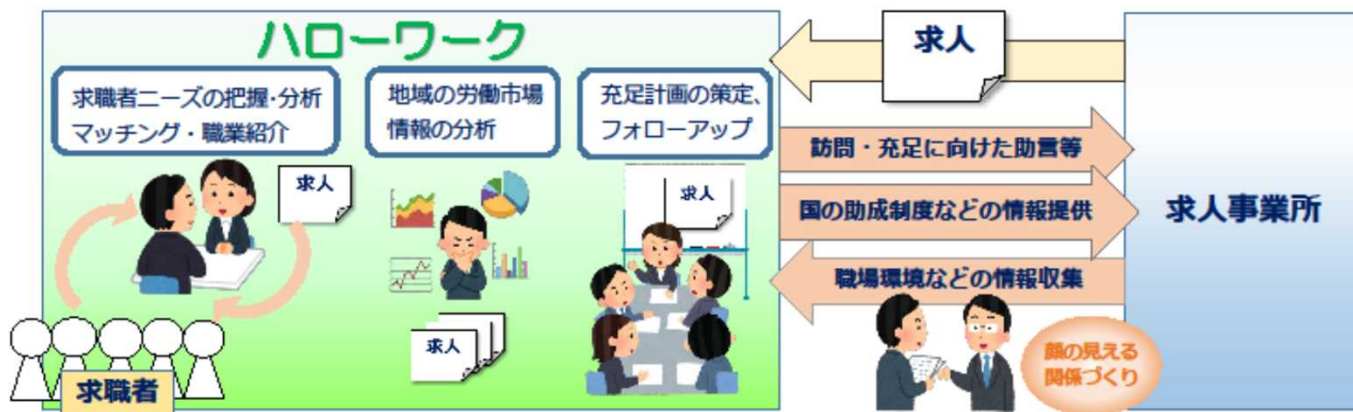 ハローワーク
求職者ニーズの把握・分析
マッチング・職業紹介
地域の労働市場
情報の分析
充足計画の策定、
フォローアップ
求人
求人
求人
求職者
求人
訪問・充足に向けた助言等
国の助成制度などの情報提供
職場環境などの情報収集
顔の見える
関係づくり
求人事業所